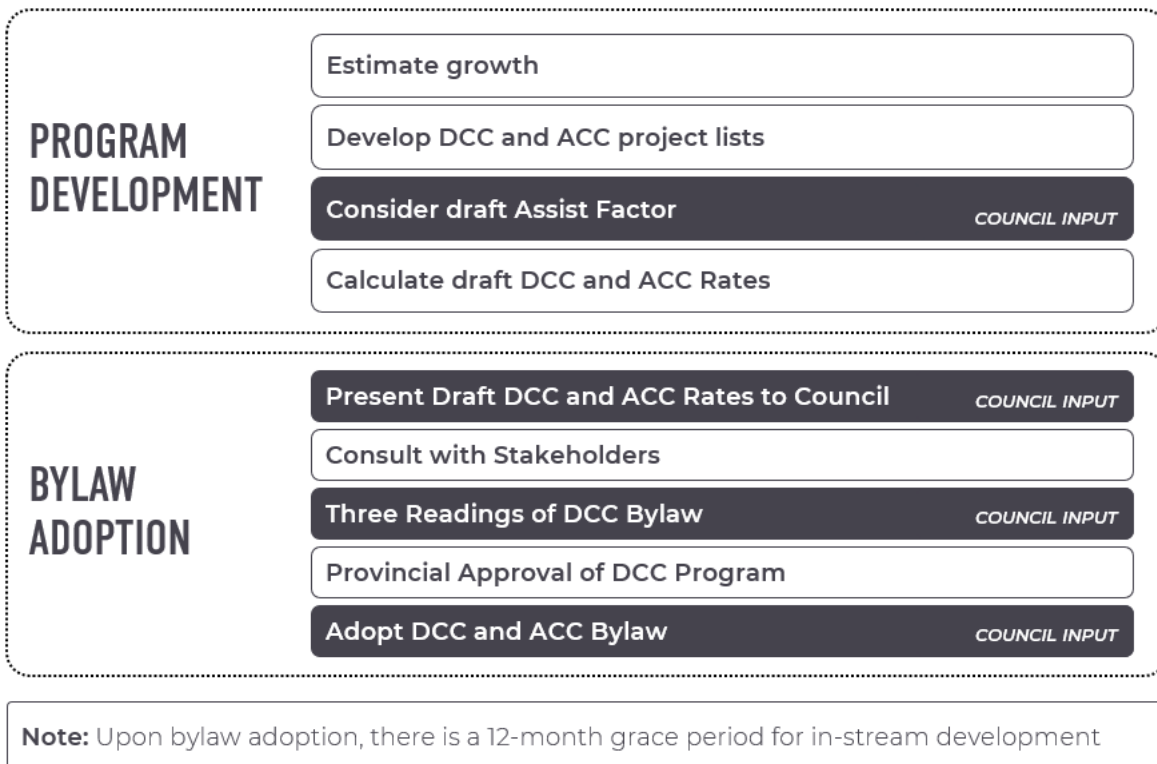 PROGRAM
DEVELOPMENT
Estimate growth
Develop DCC and ACC project lists
Consider draft Assist Factor COUNCIL INPUT
Calculate draft DCC and ACC Rates
BYLAW
ADOPTION
Present Draft DCC and ACC Rates to Council COUNCIL INPUT
Consult with Stakeholders
Three Readings of DCC Bylaw COUNCIL INPUT
Provincial Approval of DCC Program
Adopt DCC and ACC Bylaw COUNCIL INPUT
Note: Upon bylaw adoption, there is a 12-month grace period for in-stream development